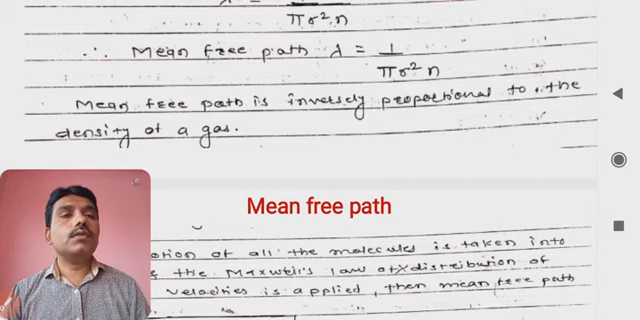 πσ².n
∴ Mean free path λ = 1
πσ² n
Mean free path is inversely proportional to the
density of a gas.
Mean free path
of all the molecules is taken into
the Maxwell's law of distribution of
velocities is applied, then mean free path